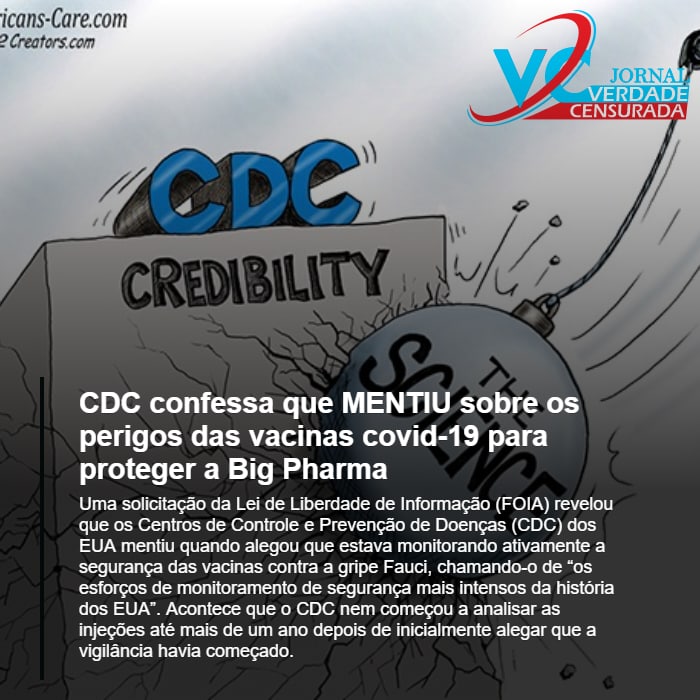 ricans-Care.com
Creators.com
VC JORNAL
VERDADE
CENSURADA
CDC
CREDIBILITY
THE
SCIENCE
CDC confessa que MENTIU sobre os
perigos das vacinas covid-19 para
proteger a Big Pharma
Uma solicitação da Lei de Liberdade de Informação (FOIA) revelou
que os Centros de Controle e Prevenção de Doenças (CDC) dos
EUA mentiu quando alegou que estava monitorando ativamente a
segurança das vacinas contra a gripe Fauci, chamando-o de “os
esforços de monitoramento de segurança mais intensos da história
dos EUA”. Acontece que o CDC nem começou a analisar as
injeções até mais de um ano depois de inicialmente alegar que a
vigilância havia começado.